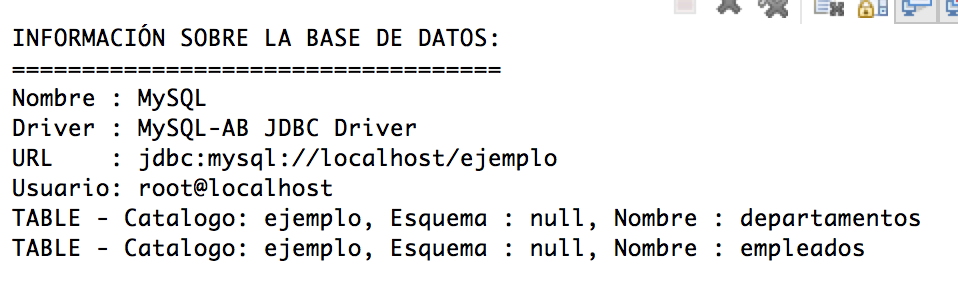 INFORMACIÓN SOBRE LA BASE DE DATOS:
===================================
Nombre : MySQL
Driver : MySQL-AB JDBC Driver
URL    : jdbc:mysql://localhost/ejemplo
Usuario: root@localhost
TABLE - Catalogo: ejemplo, Esquema : null, Nombre : departamentos
TABLE - Catalogo: ejemplo, Esquema : null, Nombre : empleados